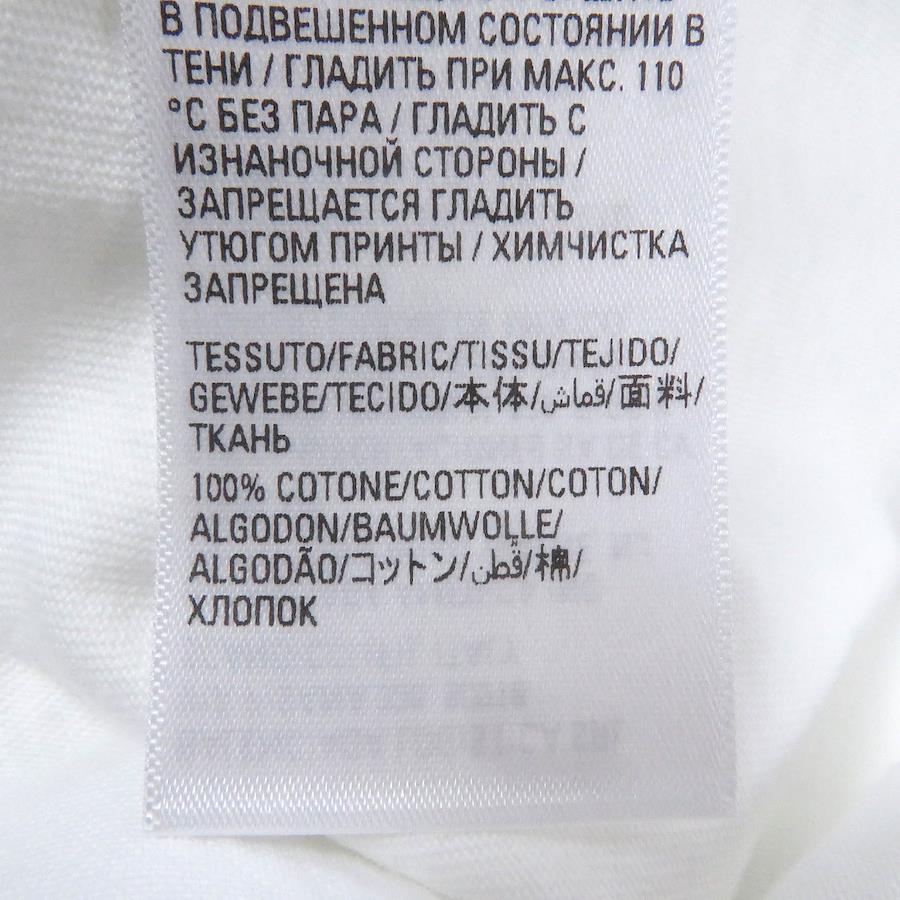 В ПОДВЕШЕННОМ СОСТОЯНИИ В
ТЕНИ / ГЛАДИТЬ ПРИ МАКС. 110
°C БЕЗ ПАРА / ГЛАДИТЬ С
ИЗНАНОЧНОЙ СТОРОНЫ /
ЗАПРЕЩАЕТСЯ ГЛАДИТЬ
УТЮГОМ ПРИНТЫ / ХИМЧИСТКА
ЗАПРЕЩЕНА
TESSUTO/FABRIC/TISSU/TEJIDO/
GEWEBE/TECIDO/本体/قماش/面料/
ТКАНЬ
100% COTONE/COTTON/COTON/
ALGODON/BAUMWOLLE/
ALGODÃO/コットン/قطن/棉/
ХЛОПОК